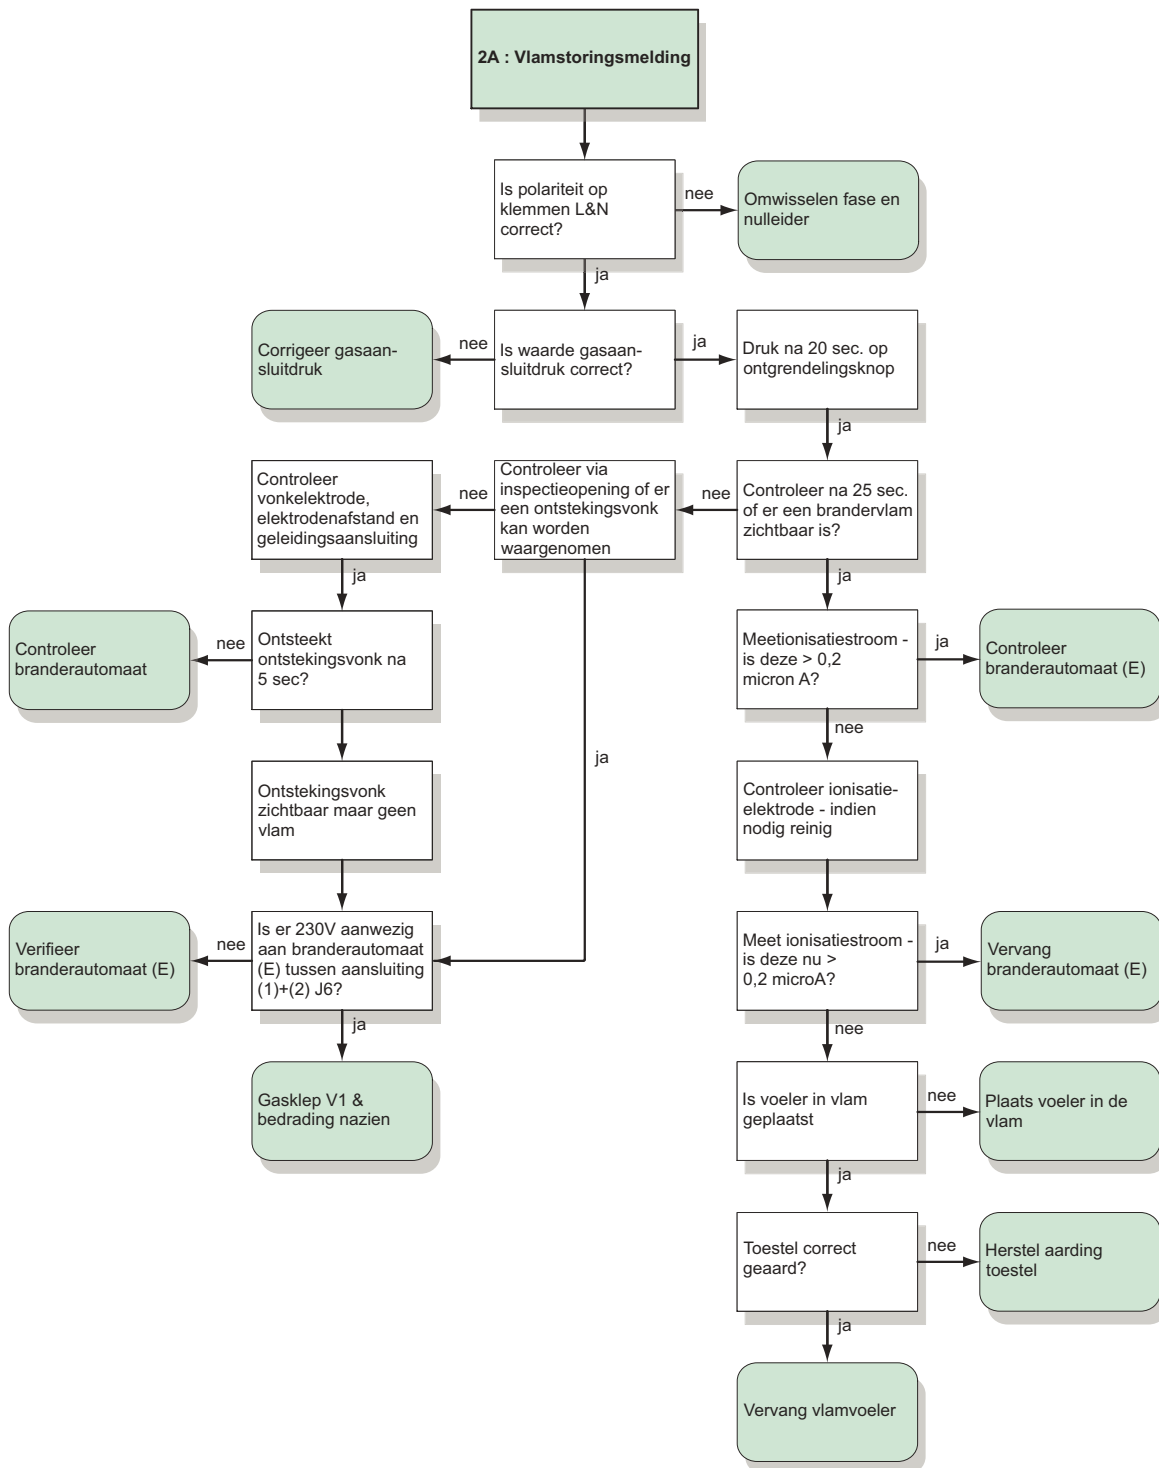 2A : Vlamstoringsmelding
Is polariteit op
klemmen L&N
correct?
nee
Omwisselen fase en
nulleider
ja
Corrigeer gasaan-
sluitdruk
nee
Is waarde gasaan-
sluitdruk correct?
ja
Druk na 20 sec. op
ontgrendelingsknop
ja
Controleer
vonkelektrode,
elektrodenafstand en
geleidingsaansluiting
nee
Controleer via
inspectieopening of er
een ontstekingsvonk
kan worden
waargenomen
nee
Controleer na 25 sec.
of er een brandervlam
zichtbaar is?
ja
ja
Controleer
branderautomaat
nee
Ontsteekt
ontstekingsvonk na
5 sec?
Meetionisatiestroom -
is deze > 0,2
micron A?
ja
Controleer
branderautomaat (E)
nee
ja
Ontstekingsvonk
zichtbaar maar geen
vlam
Controleer ionisatie-
elektrode - indien
nodig reinig
Verifieer
branderautomaat (E)
nee
Is er 230V aanwezig
aan branderautomaat
(E) tussen aansluiting
(1)+(2) J6?
Meet ionisatiestroom -
is deze nu >
0,2 microA?
ja
Vervang
branderautomaat (E)
ja
nee
Gasklep V1 &
bedrading nazien
Is voeler in vlam
geplaatst
nee
Plaats voeler in de
vlam
ja
Toestel correct
geaard?
nee
Herstel aarding
toestel
ja
Vervang vlamvoeler